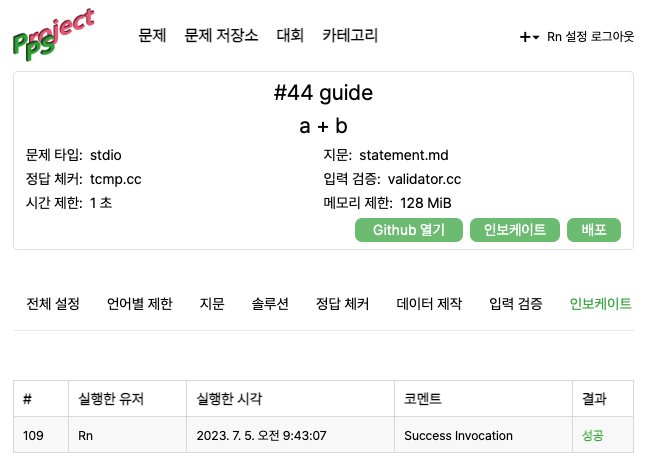 Project PPS
문제 문제 저장소 대회 카테고리 Rn 설정 로그아웃
#44 guide
a + b
문제 타입: stdio 지문: statement.md
정답 체커: tcmp.cc 입력 검증: validator.cc
시간 제한: 1 초 메모리 제한: 128 MiB
Github 열기 인보케이트 배포
전체 설정 언어별 제한 지문 솔루션 정답 체커 데이터 제작 입력 검증 인보케이트
# 실행한 유저 실행한 시각 코멘트 결과
109 Rn 2023. 7. 5. 오전 9:43:07 Success Invocation 성공